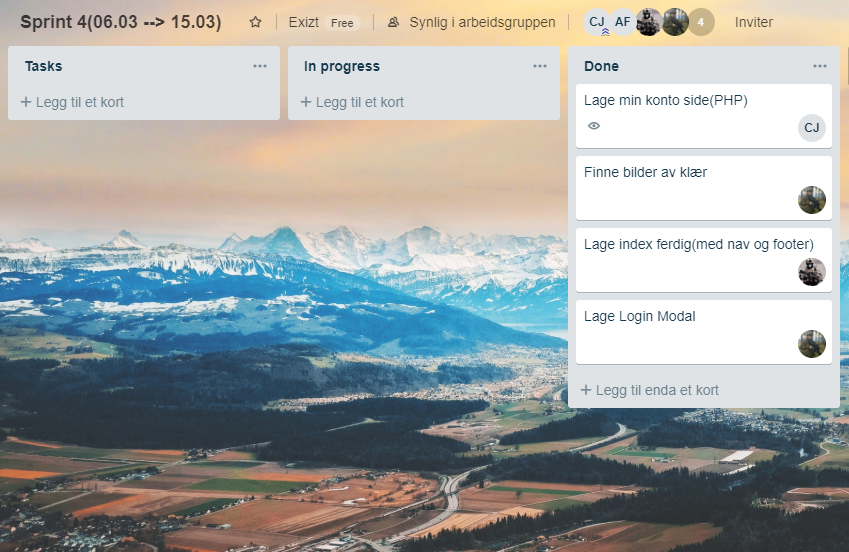 Sprint 4(06.03 --> 15.03)
Exizt Free
Synlig i arbeidsgruppen
CJ AF 4
Inviter
Tasks
+ Legg til et kort
In progress
+ Legg til et kort
Done
Lage min konto side(PHP)
CJ
Finne bilder av klær
Lage index ferdig(med nav og footer)
Lage Login Modal
+ Legg til enda et kort